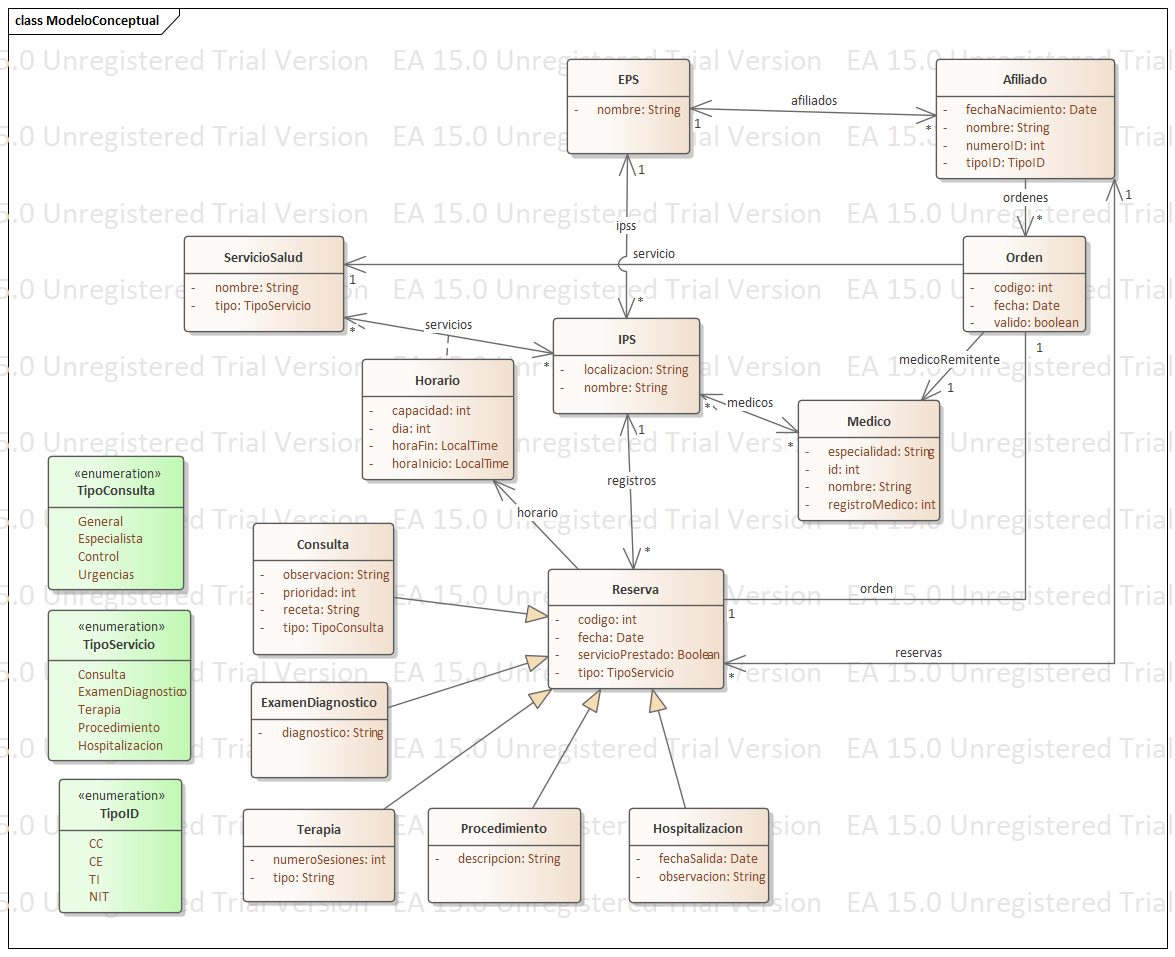 class ModeloConceptual
EA 15.0 Unregistered Trial Version
EPS
- nombre: String
Afiliado
- fechaNacimiento: Date
- nombre: String
- numeroID: int
- tipoID: TipoID
afiliados
1
*
1
ipss
*
ordenes
*
1
ServicioSalud
- nombre: String
- tipo: TipoServicio
servicio
1
Orden
- codigo: int
- fecha: Date
- valido: boolean
servicios
*
*
IPS
- localizacion: String
- nombre: String
medicoRemitente
1
1
Horario
- capacidad: int
- dia: int
- horaFin: LocalTime
- horaInicio: LocalTime
medicos
*
*
Medico
- especialidad: String
- id: int
- nombre: String
- registroMedico: int
1
registros
*
horario
«enumeration»
TipoConsulta
General
Especialista
Control
Urgencias
Consulta
- observacion: String
- prioridad: int
- receta: String
- tipo: TipoConsulta
Reserva
- codigo: int
- fecha: Date
- servicioPrestado: Boolean
- tipo: TipoServicio
orden
1
reservas
*
«enumeration»
TipoServicio
Consulta
ExamenDiagnostico
Terapia
Procedimiento
Hospitalizacion
ExamenDiagnostico
- diagnostico: String
«enumeration»
TipoID
CC
CE
TI
NIT
Terapia
- numeroSesiones: int
- tipo: String
Procedimiento
- descripcion: String
Hospitalizacion
- fechaSalida: Date
- observacion: String